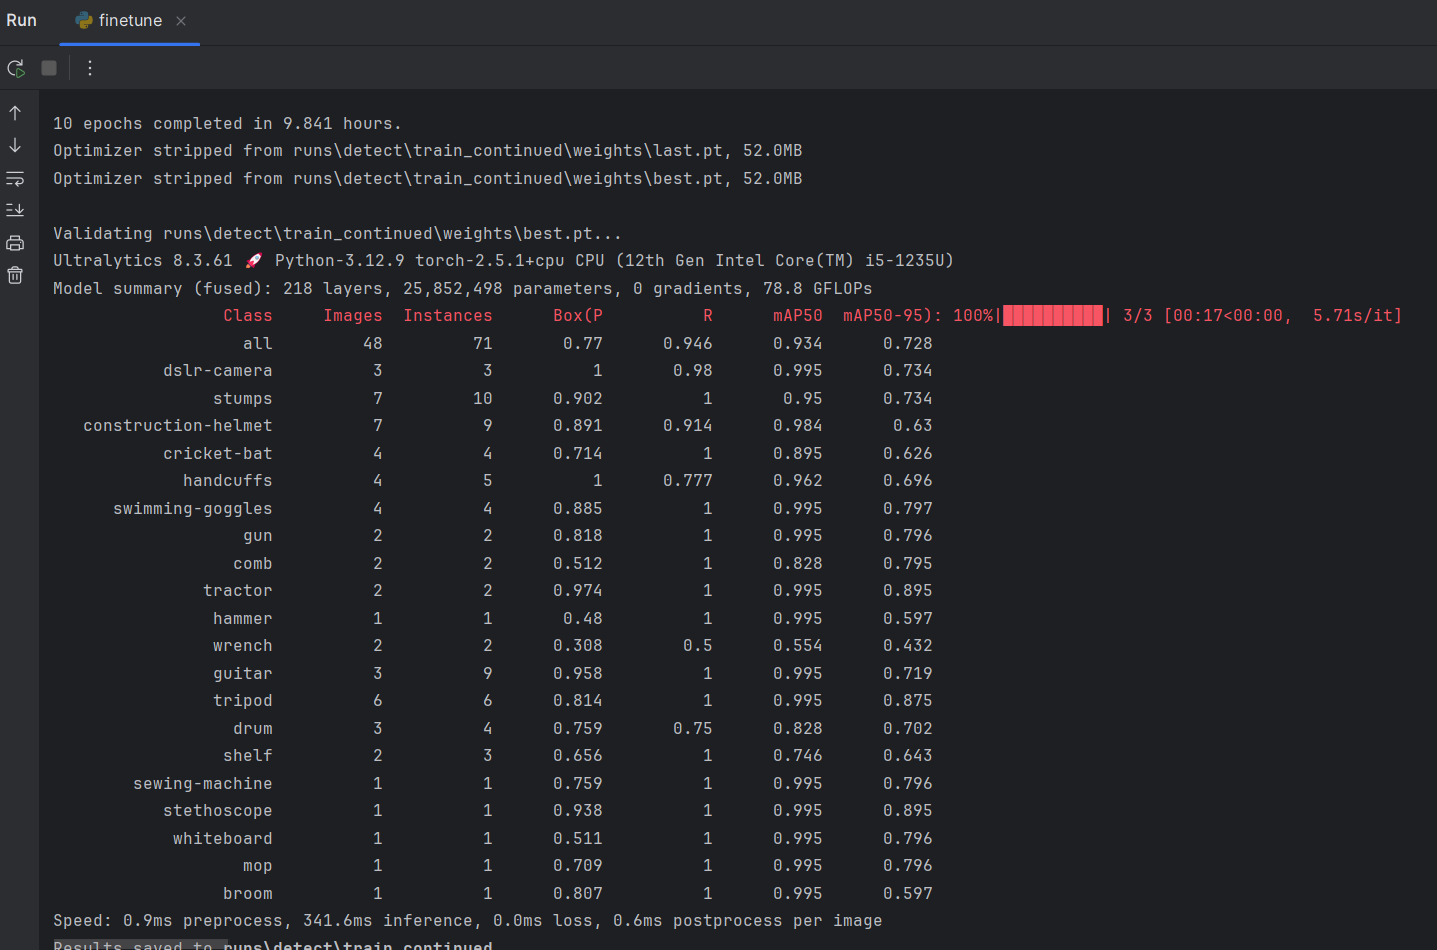 Run finetune
10 epochs completed in 9.841 hours.
Optimizer stripped from runs\detect\train_continued\weights\last.pt, 52.0MB
Optimizer stripped from runs\detect\train_continued\weights\best.pt, 52.0MB
Validating runs\detect\train_continued\weights\best.pt...
Ultralytics 8.3.61 🚀 Python-3.12.9 torch-2.5.1+cpu CPU (12th Gen Intel Core(TM) i5-1235U)
Model summary (fused): 218 layers, 25,852,498 parameters, 0 gradients, 78.8 GFLOPs
Class Images Instances Box(P R mAP50 mAP50-95): 100%|██████████| 3/3 [00:17<00:00, 5.71s/it]
all 48 71 0.77 0.946 0.934 0.728
dslr-camera 3 3 1 0.98 0.995 0.734
stumps 7 10 0.902 1 0.95 0.734
construction-helmet 7 9 0.891 0.914 0.984 0.63
cricket-bat 4 4 0.714 1 0.895 0.626
handcuffs 4 5 1 0.777 0.962 0.696
swimming-goggles 4 4 0.885 1 0.995 0.797
gun 2 2 0.818 1 0.995 0.796
comb 2 2 0.512 1 0.828 0.795
tractor 2 2 0.974 1 0.995 0.895
hammer 1 1 0.48 1 0.995 0.597
wrench 2 2 0.308 0.5 0.554 0.432
guitar 3 9 0.958 1 0.995 0.719
tripod 6 6 0.814 1 0.995 0.875
drum 3 4 0.759 0.75 0.828 0.702
shelf 2 3 0.656 1 0.746 0.643
sewing-machine 1 1 0.759 1 0.995 0.796
stethoscope 1 1 0.938 1 0.995 0.895
whiteboard 1 1 0.511 1 0.995 0.796
mop 1 1 0.709 1 0.995 0.796
broom 1 1 0.807 1 0.995 0.597
Speed: 0.9ms preprocess, 341.6ms inference, 0.0ms loss, 0.6ms postprocess per image
Results saved to runs\detect\train_continued